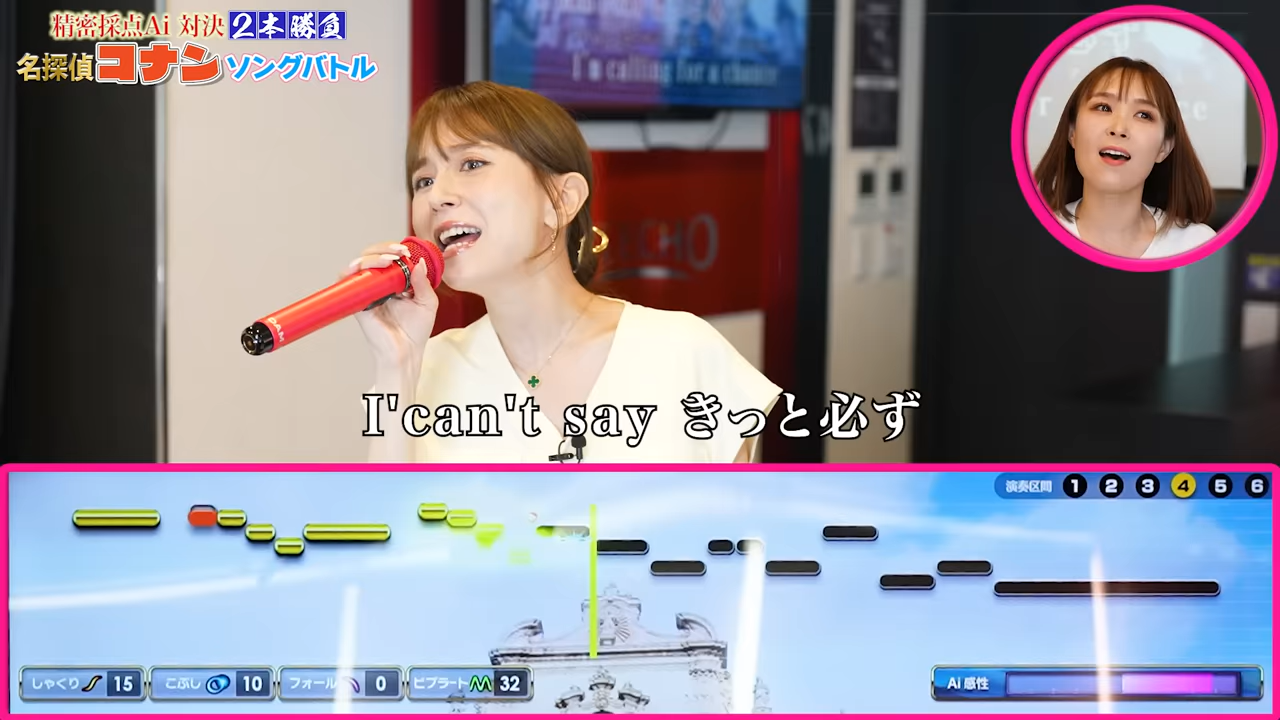 精密採点Ai 対決 2本勝負
名探偵コナン ソングバトル
I'm calling for a chance
DAM
I'can't say きっと必ず
演奏区間 1 2 3 4 5 6
しゃくり 15 こぶし 10 フォール 0 ビブラート 32
Ai 感性